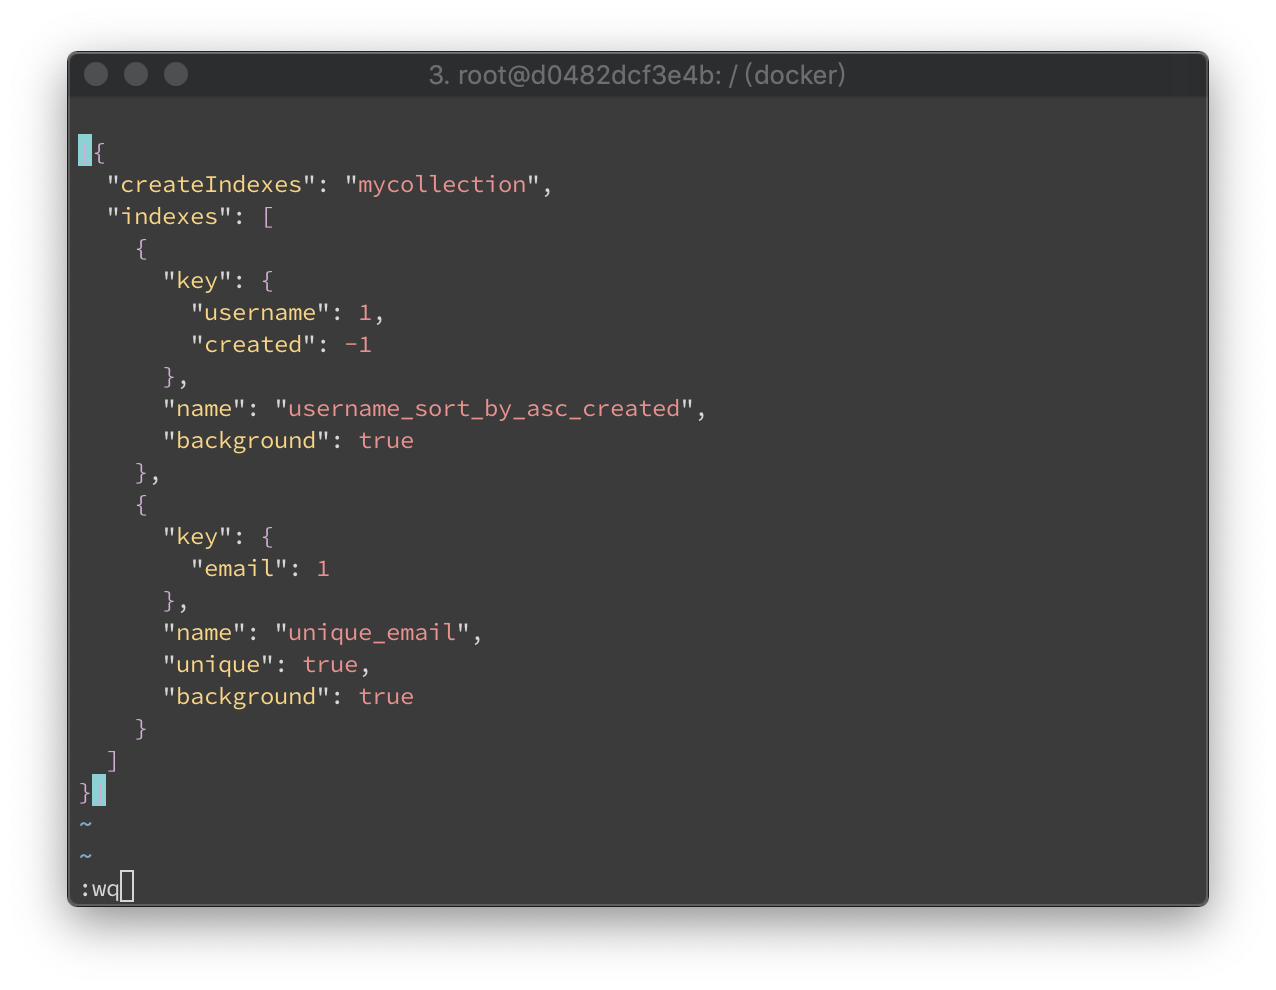 3. root@d0482dcf3e4b: / (docker)
{
  "createIndexes": "mycollection",
  "indexes": [
    {
      "key": {
        "username": 1,
        "created": -1
      },
      "name": "username_sort_by_asc_created",
      "background": true
    },
    {
      "key": {
        "email": 1
      },
      "name": "unique_email",
      "unique": true,
      "background": true
    }
  ]
}
~
~
:wq